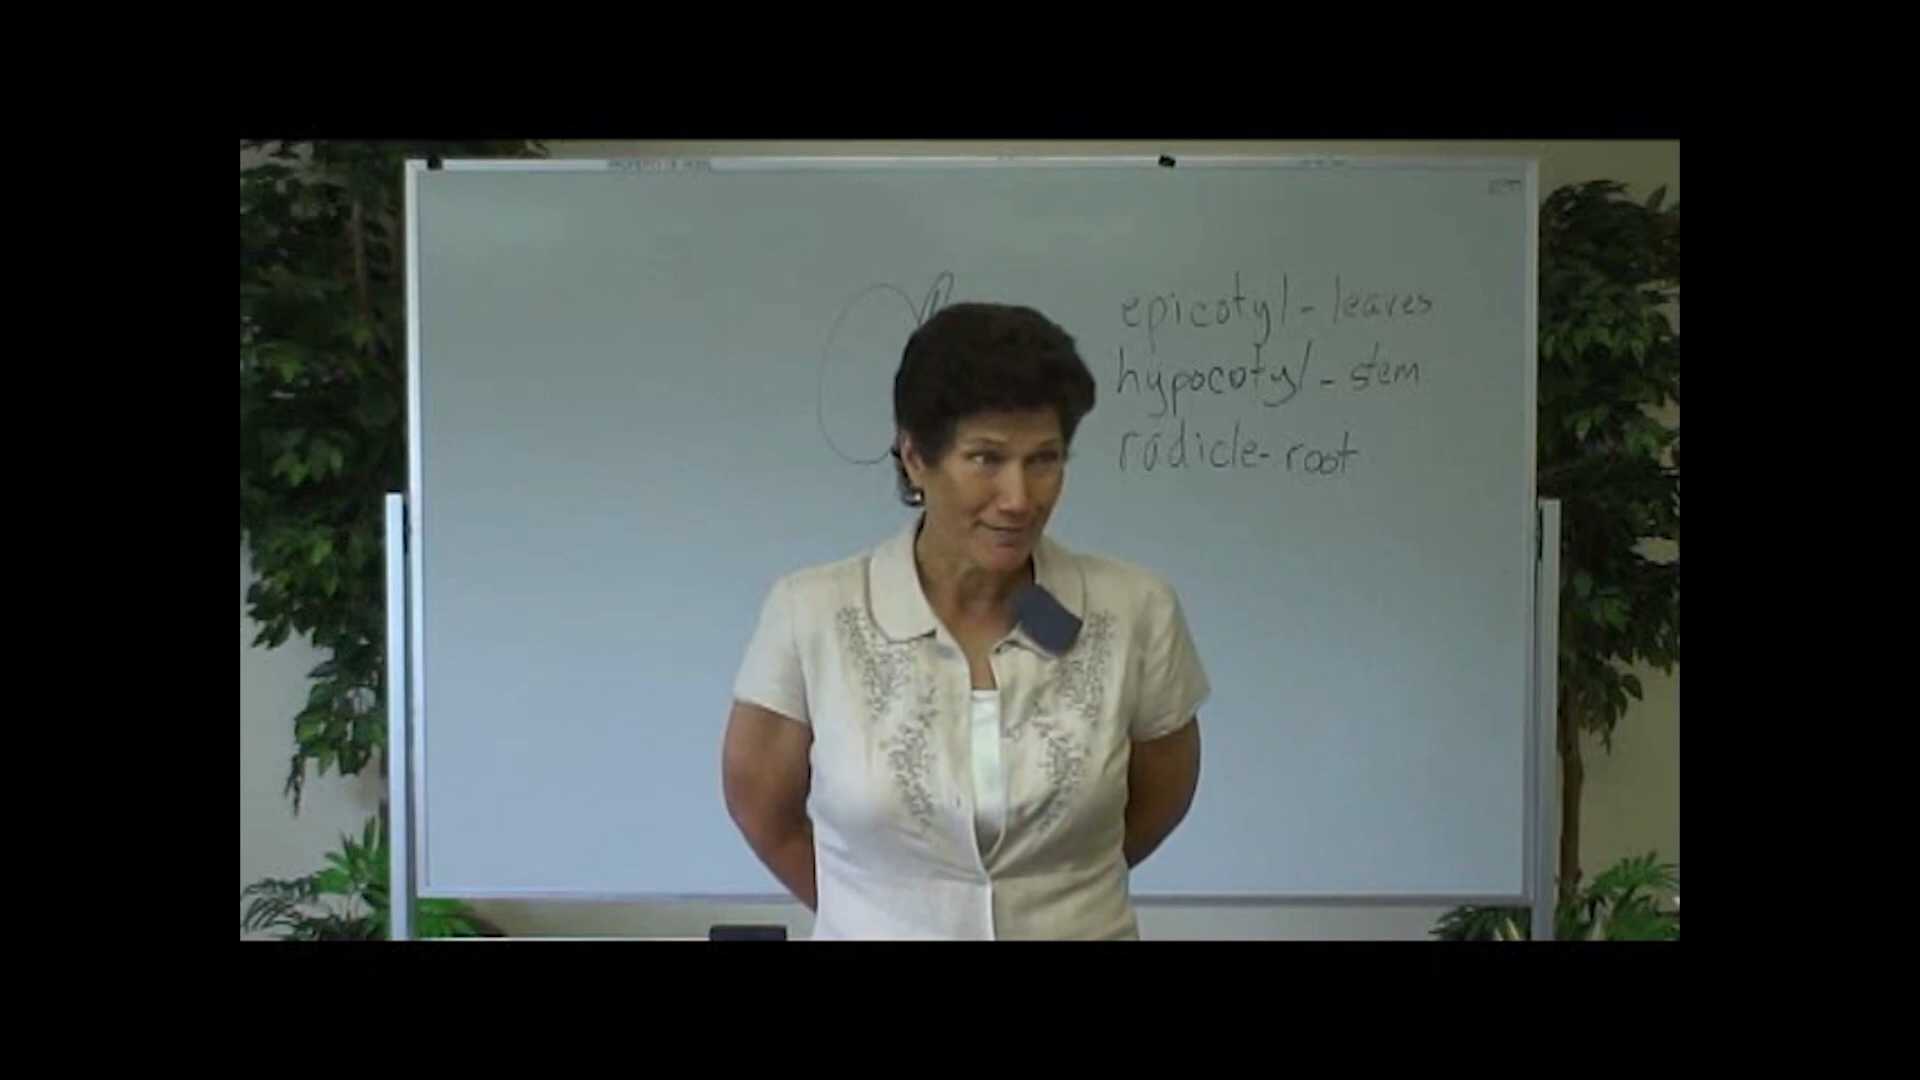 epicotyl - leaves
hypocotyl - stem
radicle - root